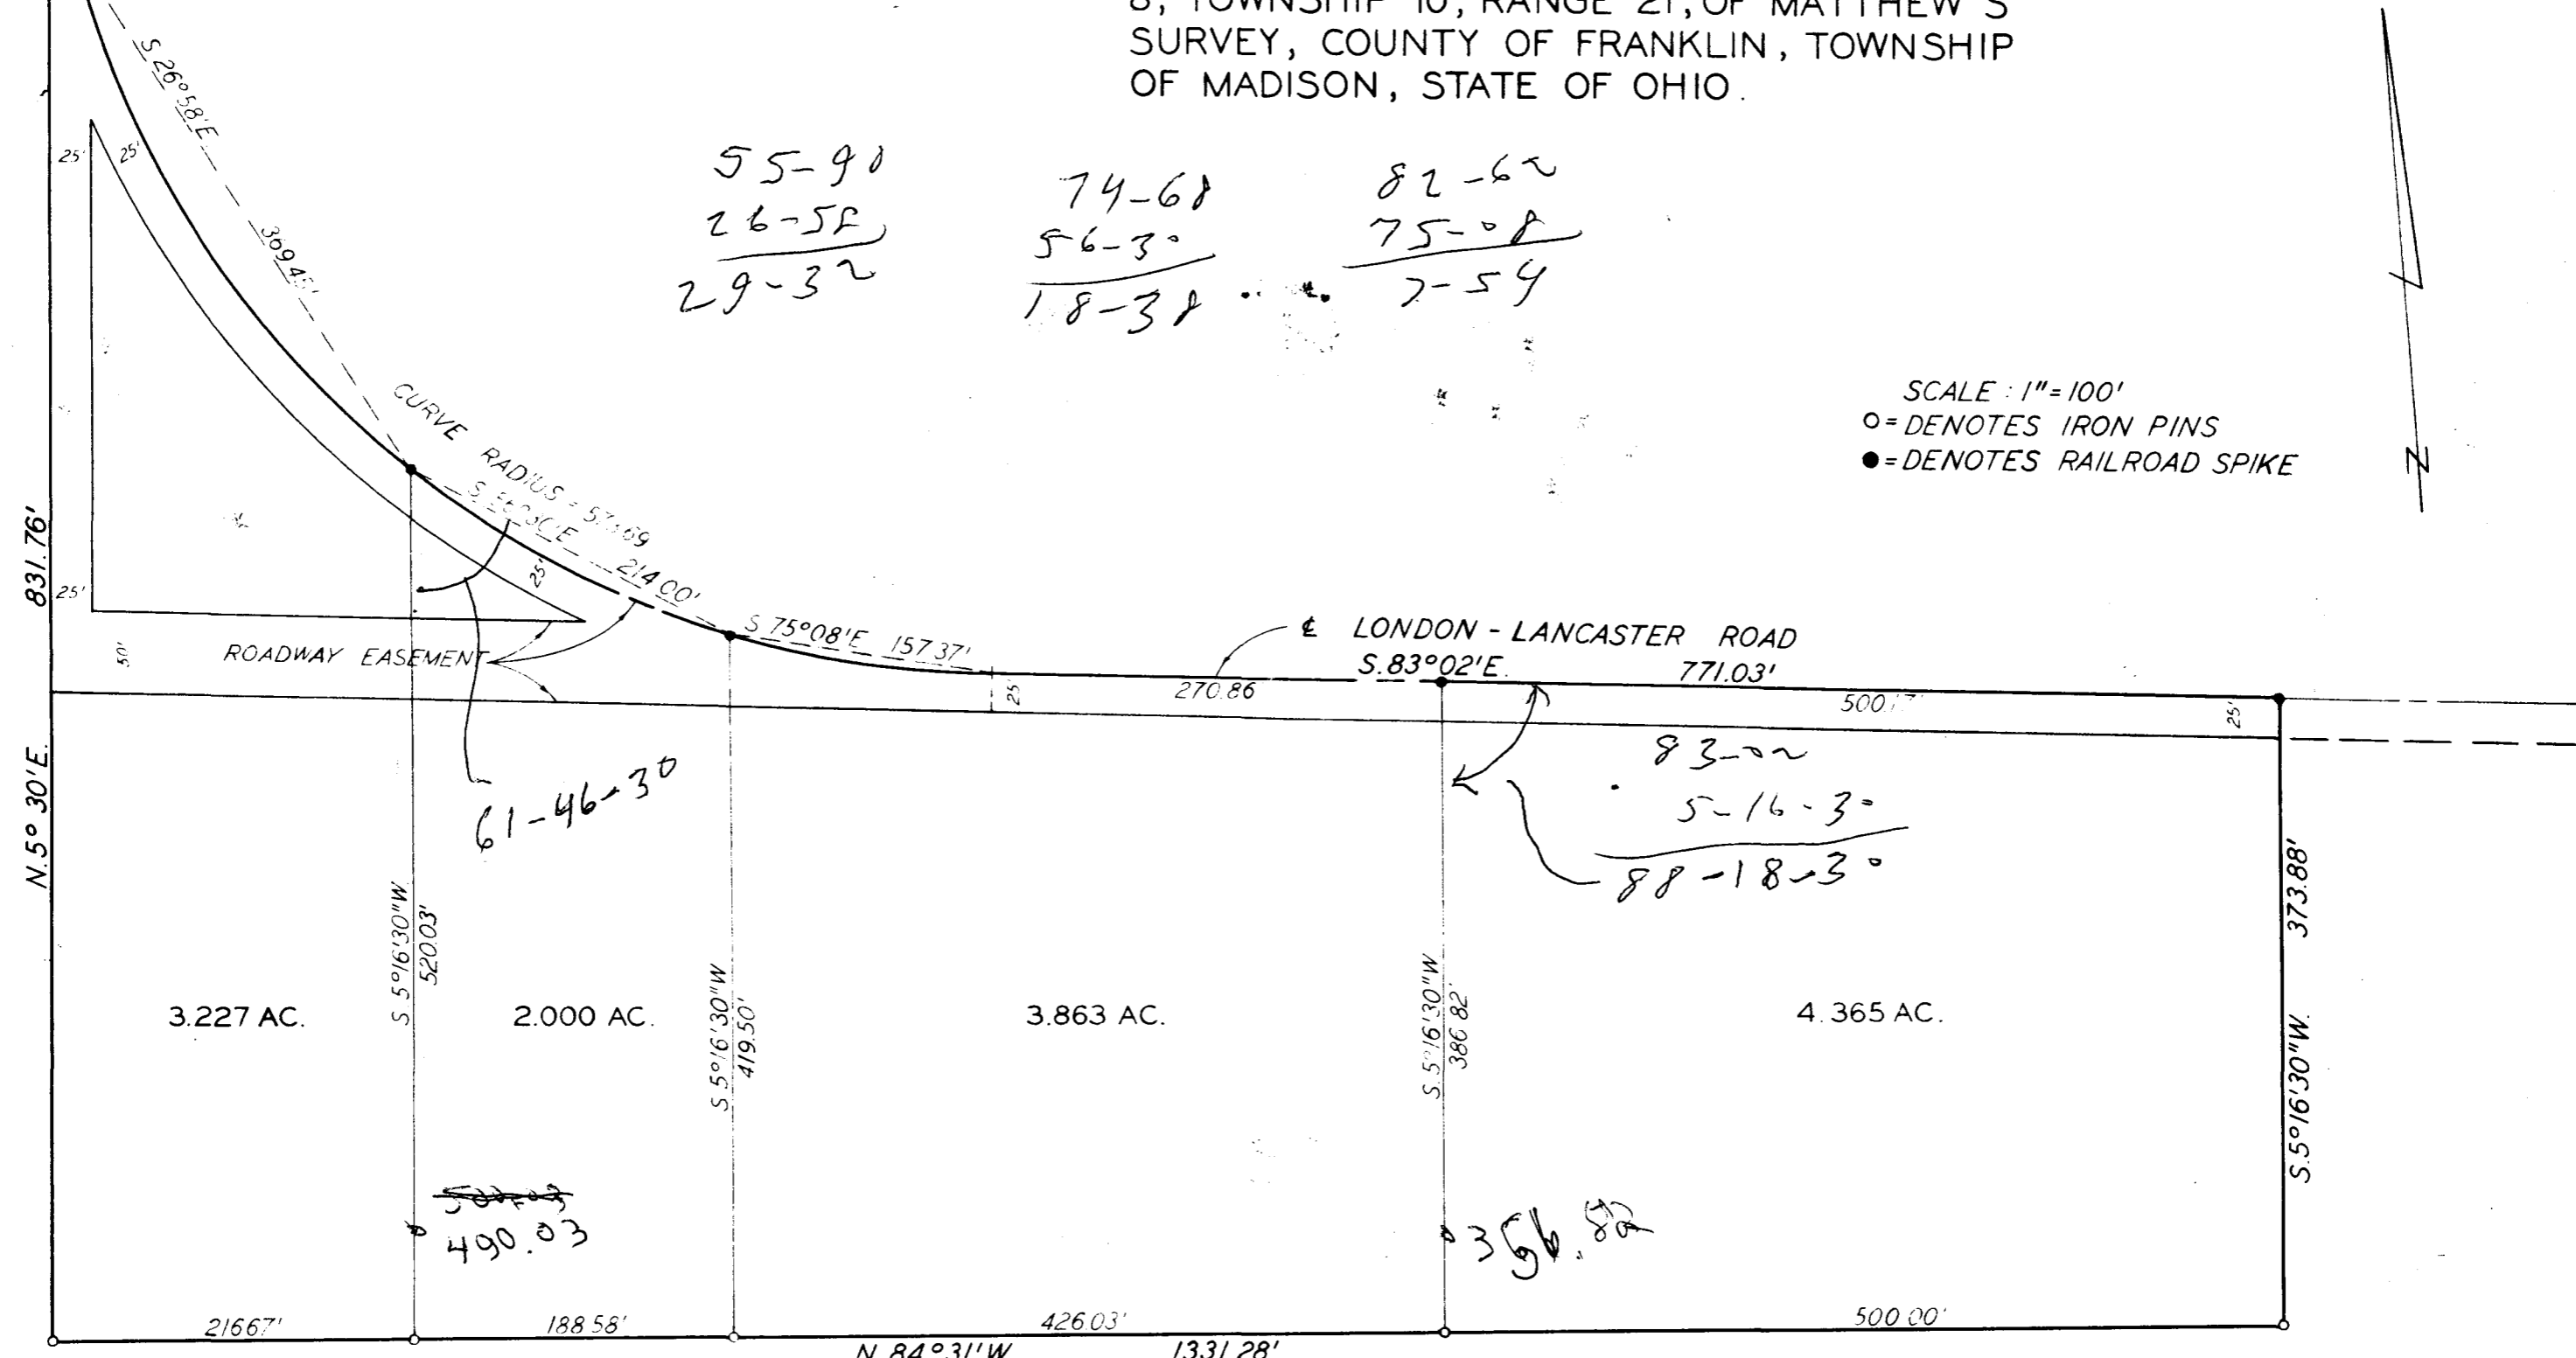 8, TOWNSHIP 10, RANGE 21, OF MATTHEW'S
SURVEY, COUNTY OF FRANKLIN, TOWNSHIP
OF MADISON, STATE OF OHIO.
S 26°58'E
369.45'
25'
25'
55-90
26-58
29-32
74-68
56-30
18-38
82-62
75-08
7-54
SCALE : 1"=100'
O = DENOTES IRON PINS
● = DENOTES RAILROAD SPIKE
N
CURVE RADIUS = 573.69
S 56°30'E 214.00'
25'
831.76'
25'
50'
ROADWAY EASEMENT
S 75°08'E 157.37'
℄ LONDON - LANCASTER ROAD
S.83°02'E. 771.03'
270.86
25'
500.17'
25'
61-46-30
83-02
5-16-30
88-18-30
N.5°30'E.
S 5°16'30"W
520.03'
S 5°16'30"W
419.50'
S.5°16'30"W
386.82'
373.88'
S.5°16'30"W.
3.227 AC.
2.000 AC.
3.863 AC.
4.365 AC.
490.03
356.82
216.67'
188.58'
426.03'
500.00'
N 84°31'W 1331.28'